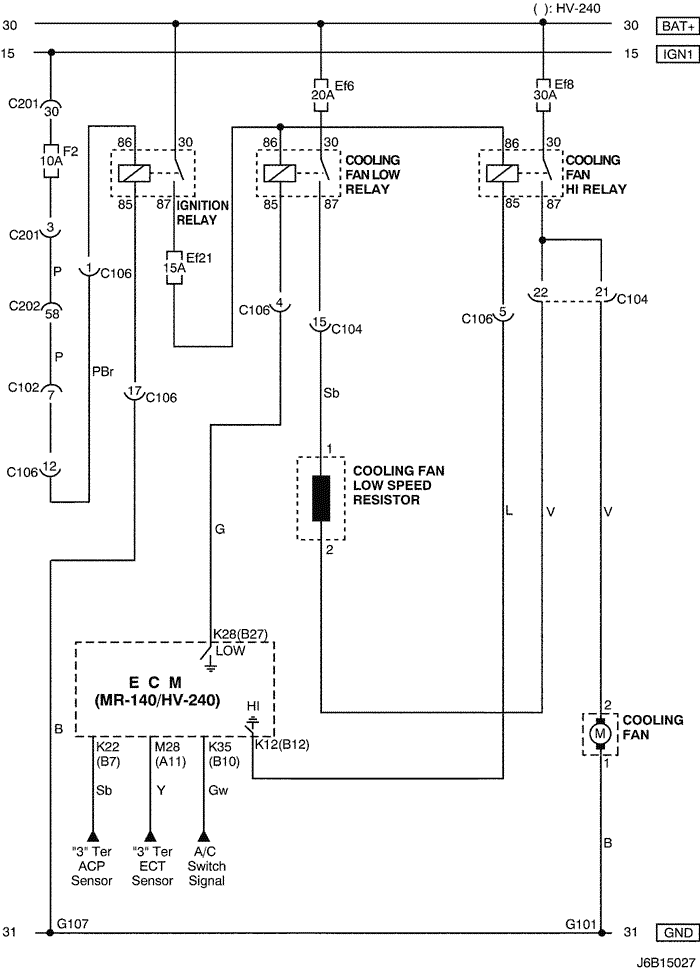 ( ): HV-240
30
30
BAT+
15
15
IGN1
C201
30
Ef6
20A
Ef8
30A
F2
10A
86
30
86
30
86
30
COOLING
FAN LOW
RELAY
COOLING
FAN
HI RELAY
85
87
IGNITION
RELAY
85
87
85
87
3
C201
Ef21
15A
P
1
C106
C202
58
4
C106
15
C104
5
C106
22
21
C104
P
PBr
C102
7
17
C106
Sb
12
C106
1
COOLING FAN
LOW SPEED
RESISTOR
2
G
L
V
V
K28(B27)
LOW
E C M
(MR-140/HV-240)
HI
B
K22
(B7)
M28
(A11)
K35
(B10)
K12(B12)
2
COOLING
FAN
M
1
Sb
Y
Gw
B
"3" Ter
ACP
Sensor
"3" Ter
ECT
Sensor
A/C
Switch
Signal
31
G107
G101
31
GND
J6B15027